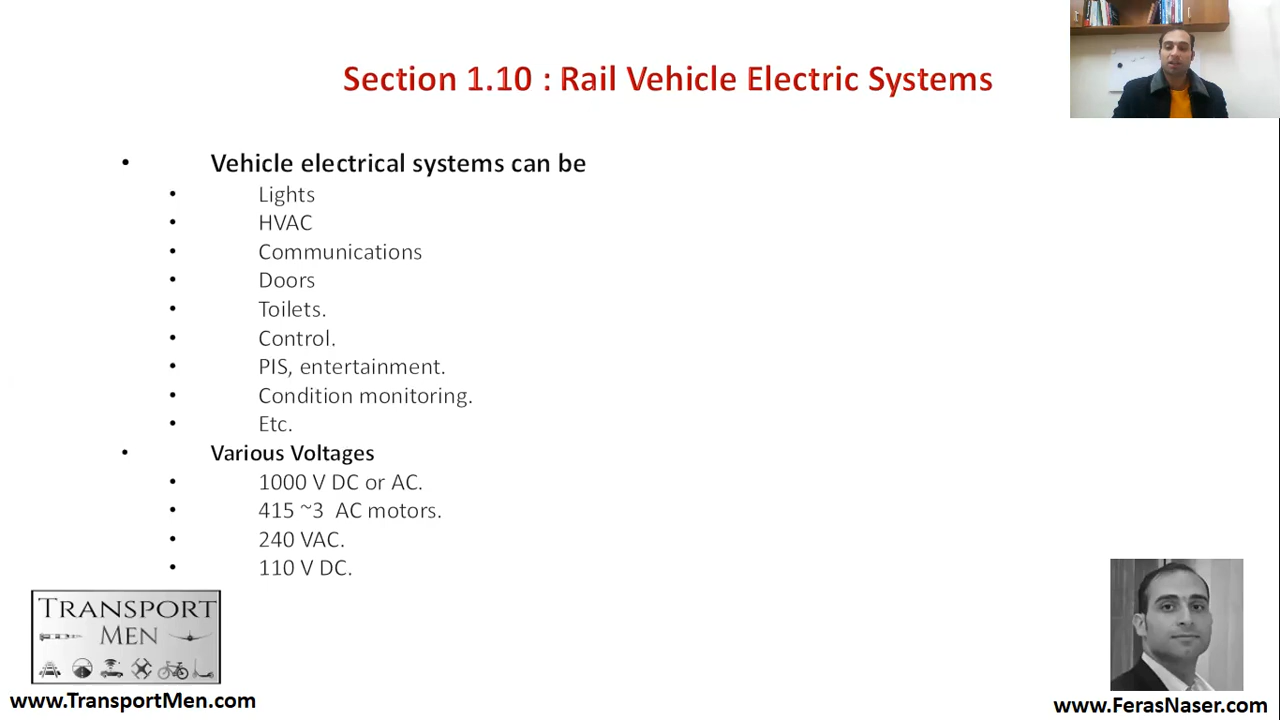 Section 1.10 : Rail Vehicle Electric Systems
• Vehicle electrical systems can be
• Lights
• HVAC
• Communications
• Doors
• Toilets.
• Control.
• PIS, entertainment.
• Condition monitoring.
• Etc.
• Various Voltages
• 1000 V DC or AC.
• 415 ~3  AC motors.
• 240 VAC.
• 110 V DC.
TRANSPORT
MEN
www.TransportMen.com
www.FerasNaser.com